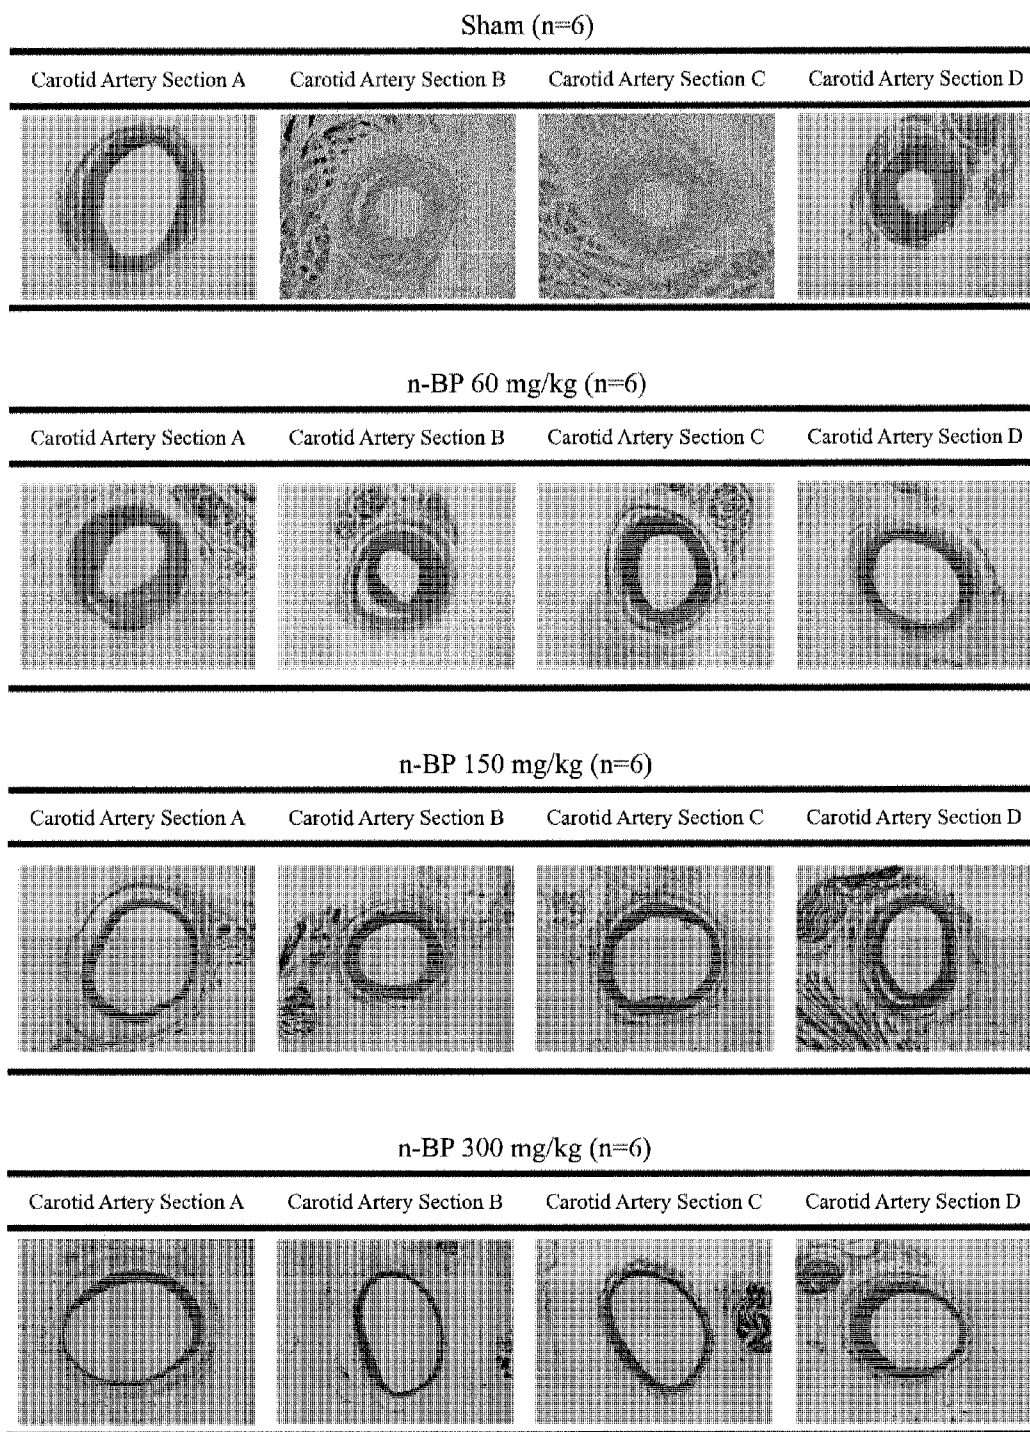 Sham (n=6)
Carotid Artery Section A Carotid Artery Section B Carotid Artery Section C Carotid Artery Section D
n-BP 60 mg/kg (n=6)
Carotid Artery Section A Carotid Artery Section B Carotid Artery Section C Carotid Artery Section D
n-BP 150 mg/kg (n=6)
Carotid Artery Section A Carotid Artery Section B Carotid Artery Section C Carotid Artery Section D
n-BP 300 mg/kg (n=6)
Carotid Artery Section A Carotid Artery Section B Carotid Artery Section C Carotid Artery Section D